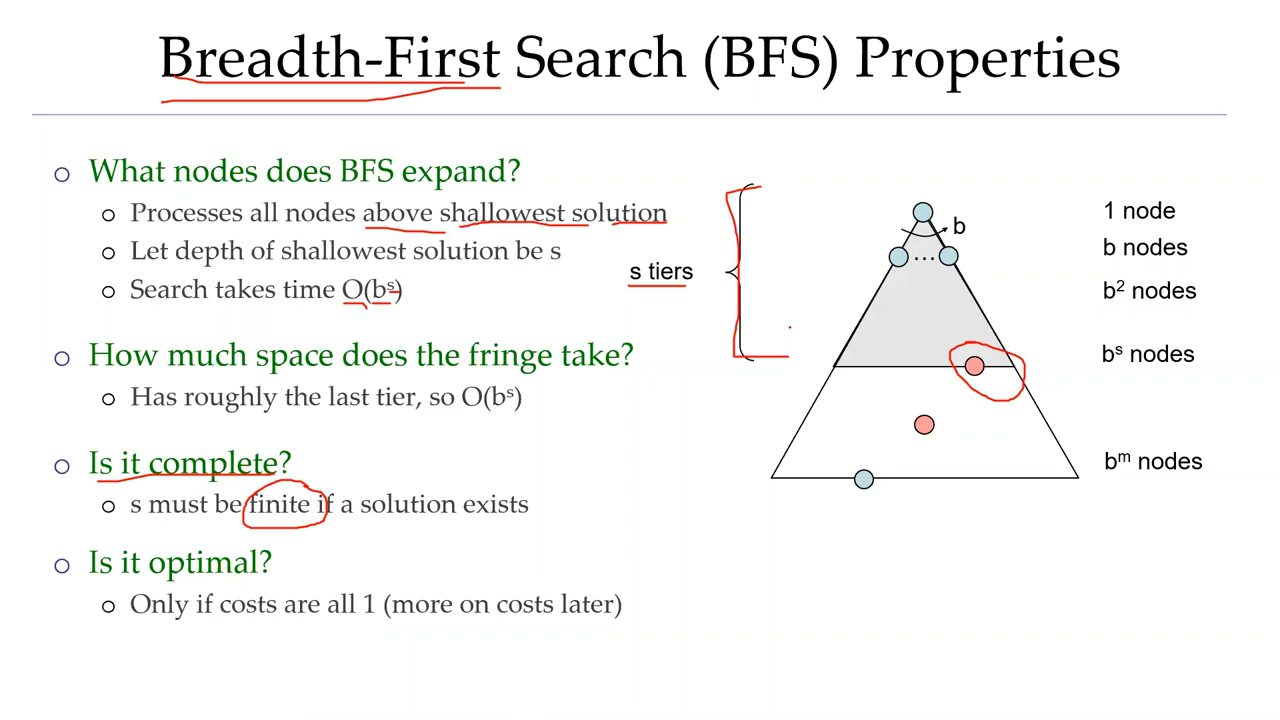 Breadth-First Search (BFS) Properties
What nodes does BFS expand?
Processes all nodes above shallowest solution
Let depth of shallowest solution be s
Search takes time O(bˢ)
How much space does the fringe take?
Has roughly the last tier, so O(bˢ)
Is it complete?
s must be finite if a solution exists
Is it optimal?
Only if costs are all 1 (more on costs later)
s tiers
b
…
1 node
b nodes
b² nodes
bˢ nodes
bᵐ nodes